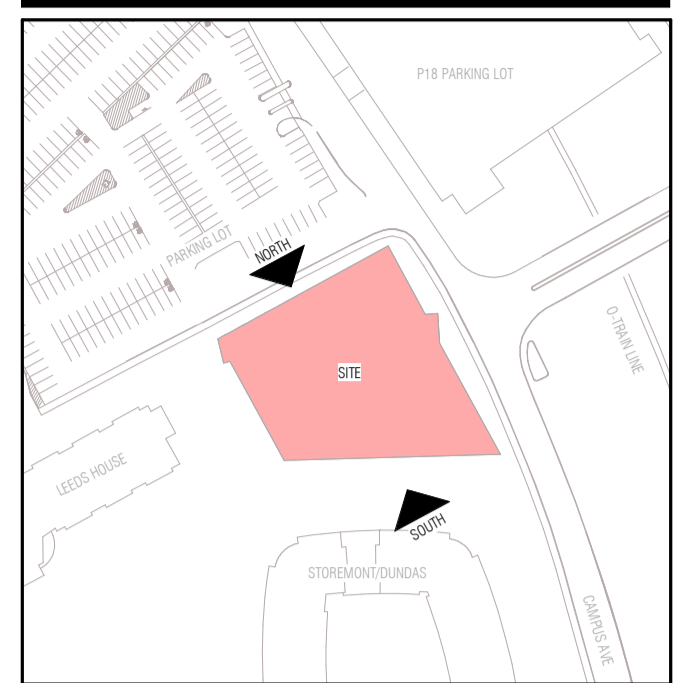 P18 PARKING LOT
PARKING LOT
NORTH
O-TRAIN LINE
SITE
LEEDS HOUSE
SOUTH
STOREMONT/DUNDAS
CAMPUS AVE